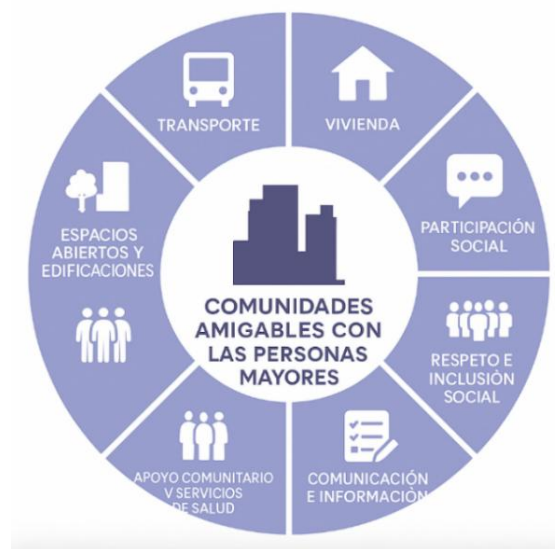 TRANSPORTE
VIVIENDA
PARTICIPACIÓN
SOCIAL
RESPETO E
INCLUSIÓN
SOCIAL
COMUNICACIÓN
E INFORMACIÒN
APOYO COMUNITARIO
V SERVICIOS
DE SALUD
ESPACIOS
ABIERTOS Y
EDIFICACIONES
COMUNIDADES
AMIGABLES CON
LAS PERSONAS
MAYORES